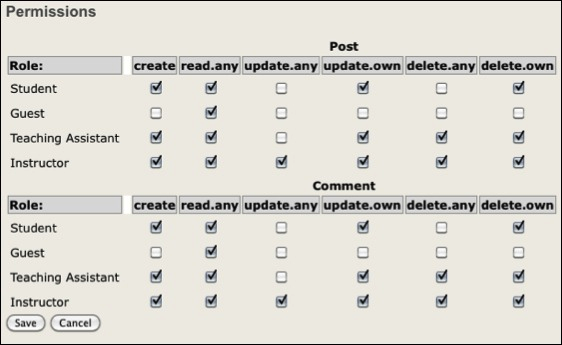 Permissions
Post
Role: create read.any update.any update.own delete.any delete.own
Student
Guest
Teaching Assistant
Instructor
Comment
Role: create read.any update.any update.own delete.any delete.own
Student
Guest
Teaching Assistant
Instructor
Save Cancel